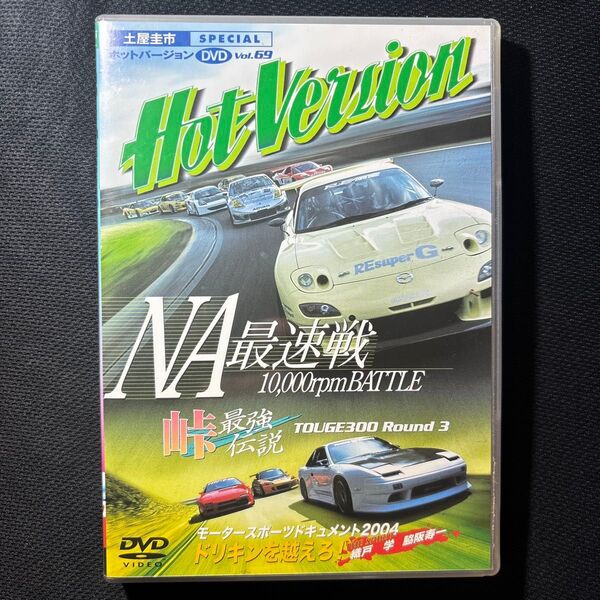 土屋圭市 SPECIAL
ホットバージョン DVD Vol.69
Hot Version
REsuperG
NA最速戦
10,000rpm BATTLE
峠最強伝説 TOUGE300 Round 3
モータースポーツドキュメント2004
ドリキンを越えろ!
織戸 学 脇阪寿一
DVD
VIDEO